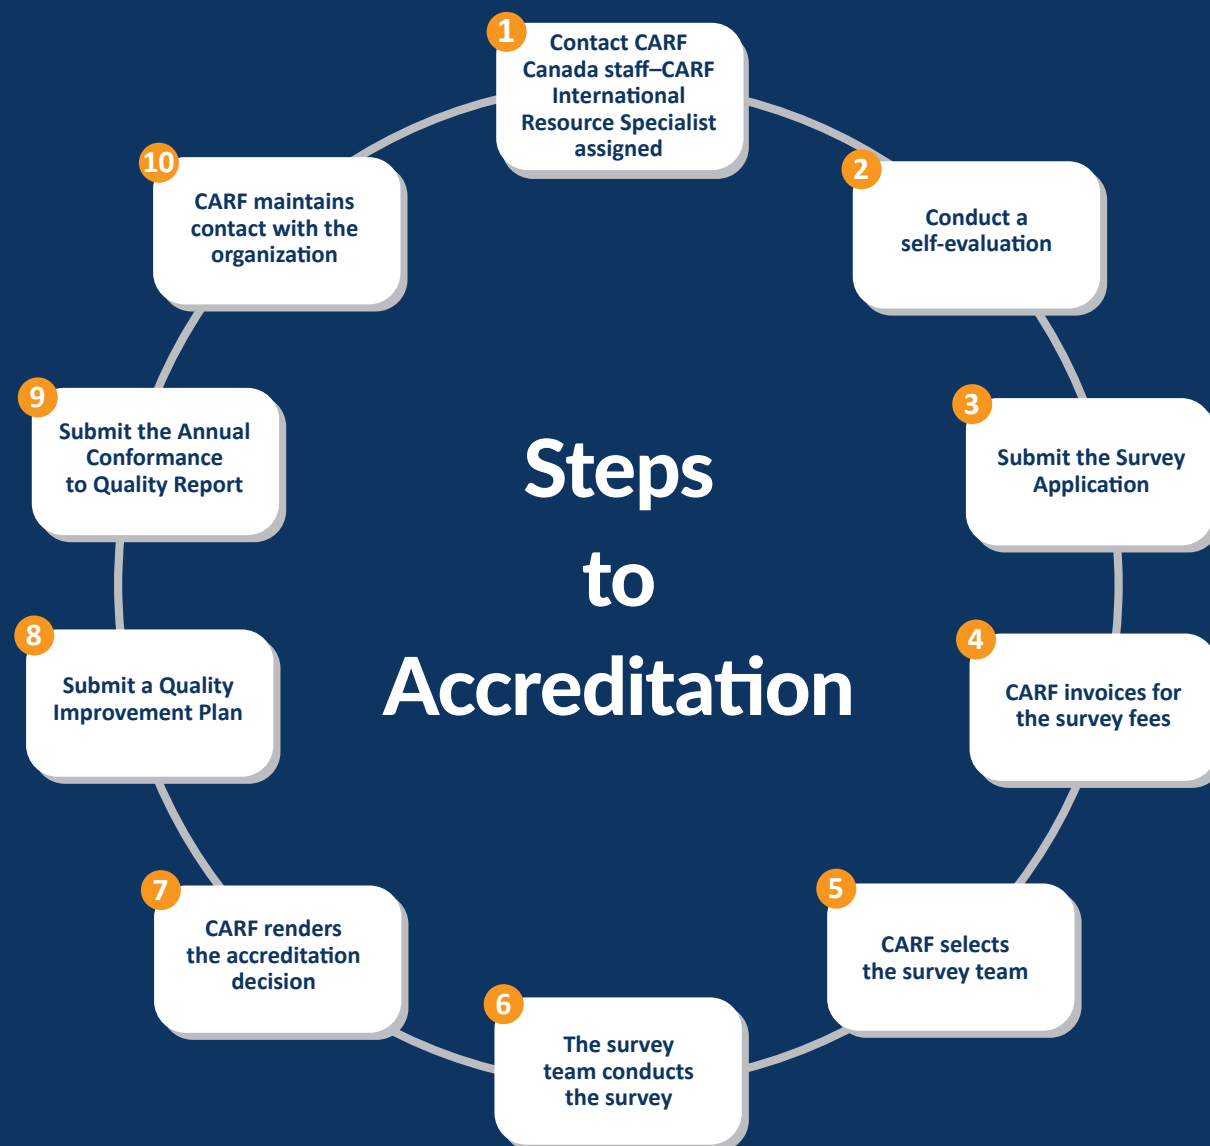 1
Contact CARF
Canada staff–CARF
International
Resource Specialist
assigned
2
Conduct a
self-evaluation
3
Submit the Survey
Application
4
CARF invoices for
the survey fees
5
CARF selects
the survey team
6
The survey
team conducts
the survey
7
CARF renders
the accreditation
decision
8
Submit a Quality
Improvement Plan
9
Submit the Annual
Conformance
to Quality Report
10
CARF maintains
contact with the
organization
Steps
to
Accreditation